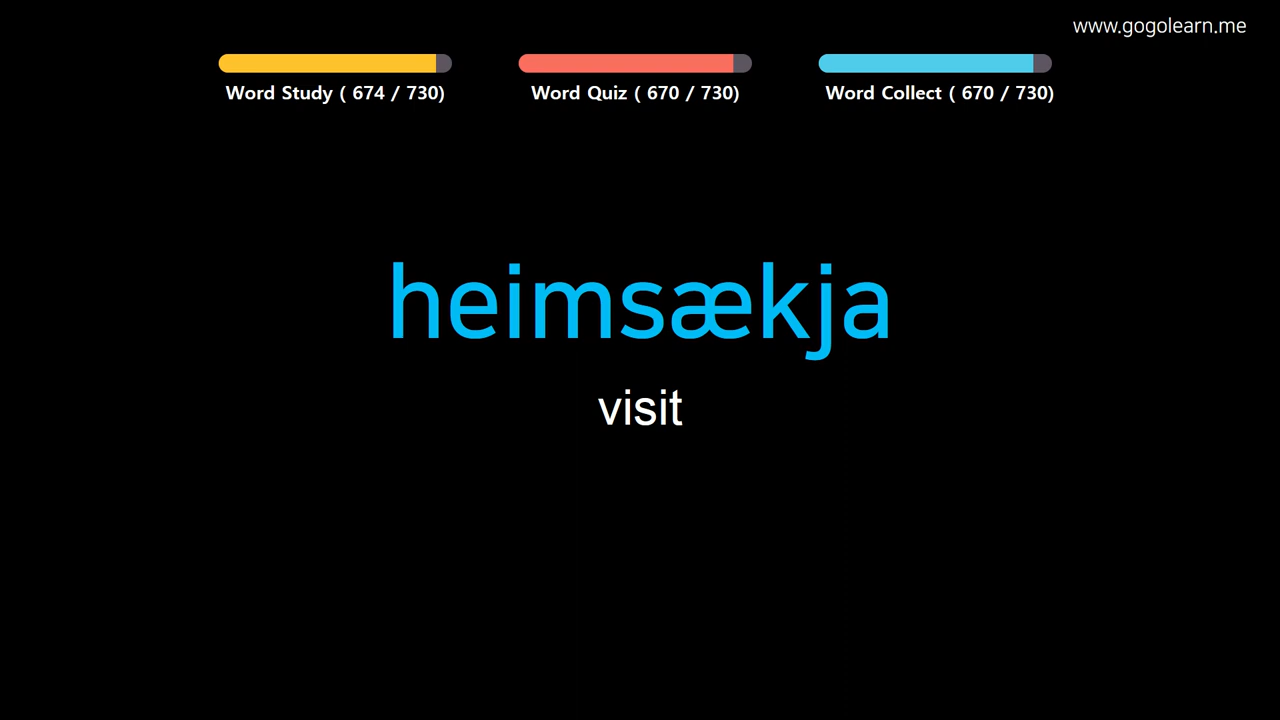 www.gogolearn.me
Word Study ( 674 / 730)
Word Quiz ( 670 / 730)
Word Collect ( 670 / 730)
heimsækja
visit